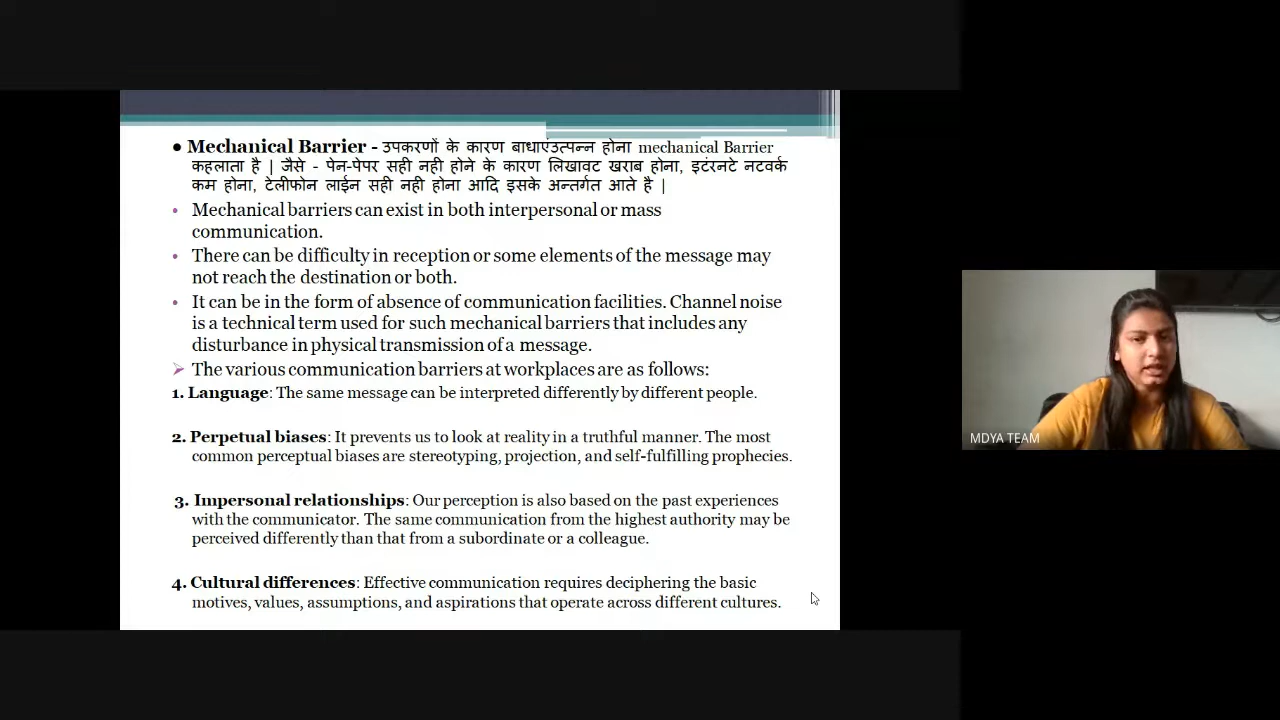 ● Mechanical Barrier - उपकरणों के कारण बाधाएंउत्पन्न होना mechanical Barrier
कहलाता है | जैसे - पेन-पेपर सही नही होने के कारण लिखावट खराब होना, इटंरनटे नटवर्क
कम होना, टेलीफोन लाईन सही नही होना आदि इसके अन्तर्गत आते है |
• Mechanical barriers can exist in both interpersonal or mass
communication.
• There can be difficulty in reception or some elements of the message may
not reach the destination or both.
• It can be in the form of absence of communication facilities. Channel noise
is a technical term used for such mechanical barriers that includes any
disturbance in physical transmission of a message.
➢ The various communication barriers at workplaces are as follows:
1. Language: The same message can be interpreted differently by different people.
2. Perpetual biases: It prevents us to look at reality in a truthful manner. The most
common perceptual biases are stereotyping, projection, and self-fulfilling prophecies.
3. Impersonal relationships: Our perception is also based on the past experiences
with the communicator. The same communication from the highest authority may be
perceived differently than that from a subordinate or a colleague.
4. Cultural differences: Effective communication requires deciphering the basic
motives, values, assumptions, and aspirations that operate across different cultures.
MDYA TEAM